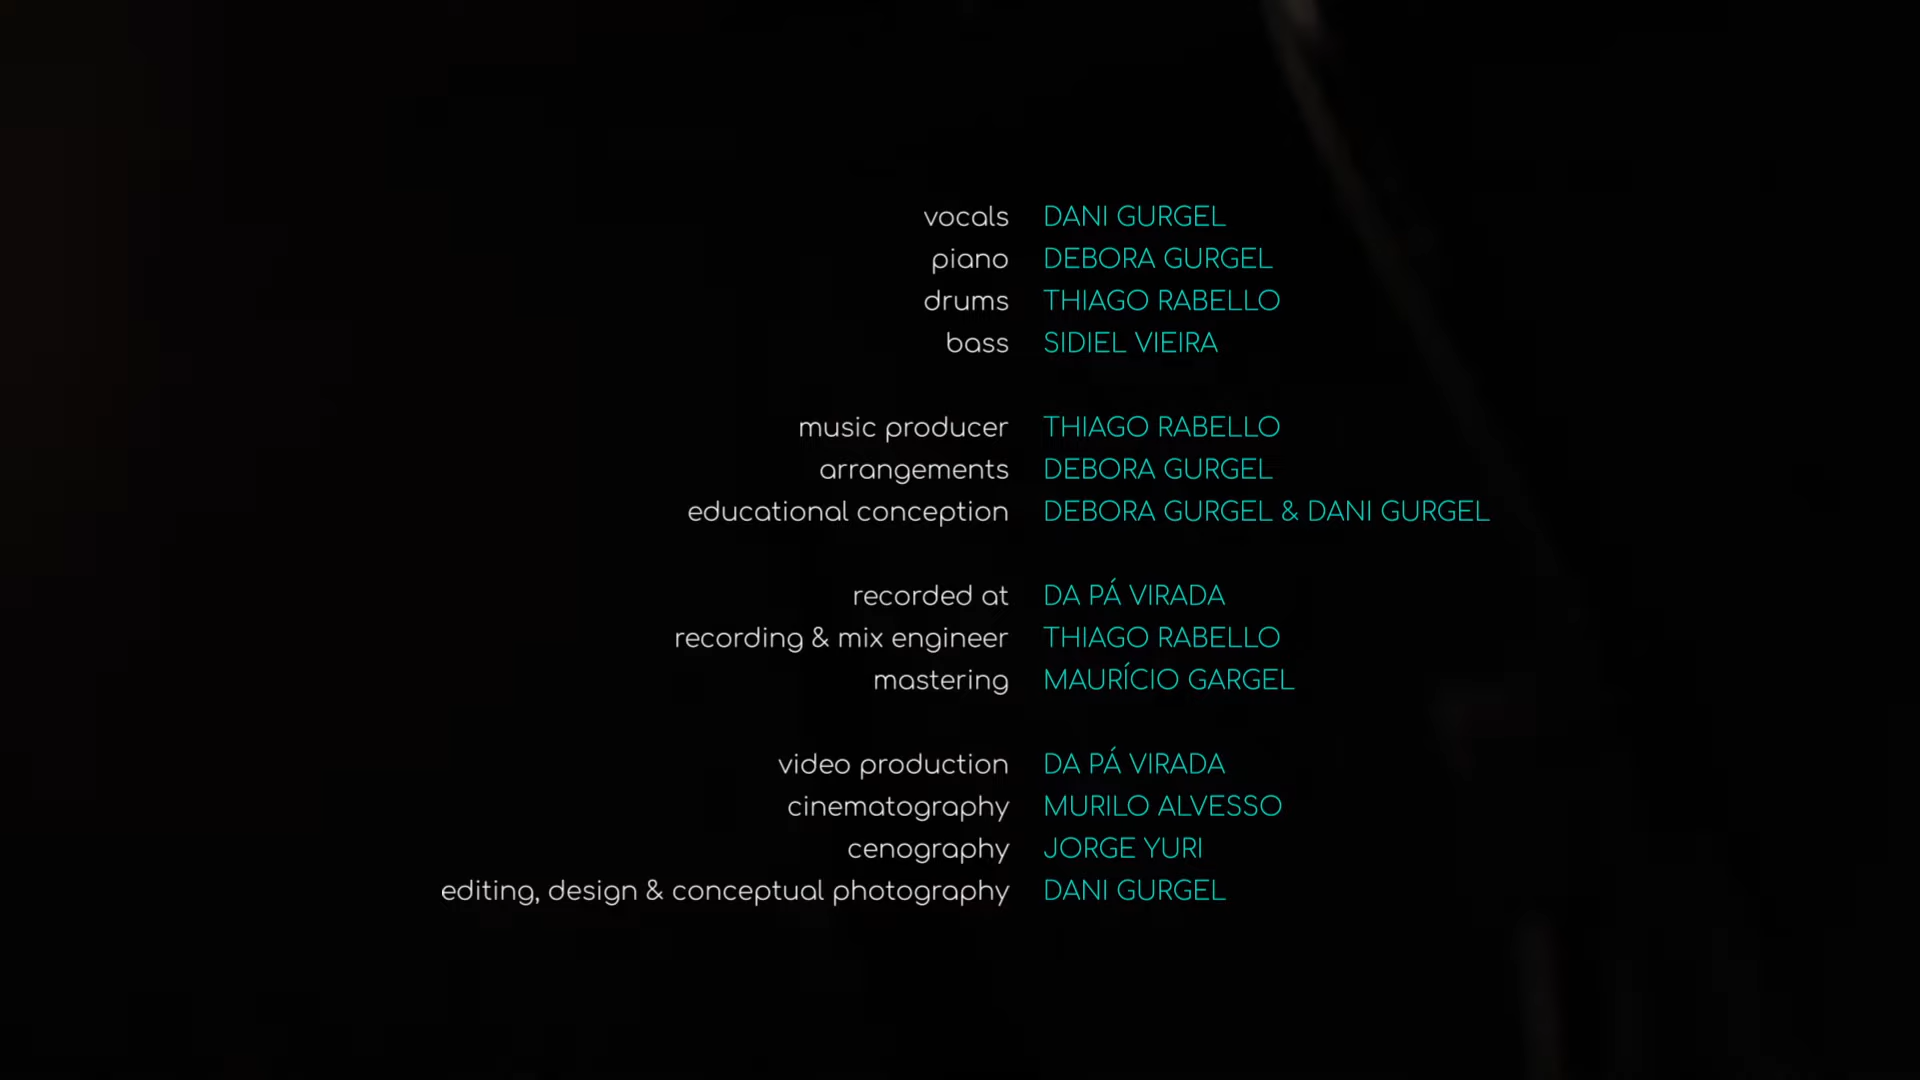 vocals DANI GURGEL
piano DEBORA GURGEL
drums THIAGO RABELLO
bass SIDIEL VIEIRA
music producer THIAGO RABELLO
arrangements DEBORA GURGEL
educational conception DEBORA GURGEL & DANI GURGEL
recorded at DA PÁ VIRADA
recording & mix engineer THIAGO RABELLO
mastering MAURÍCIO GARGEL
video production DA PÁ VIRADA
cinematography MURILO ALVESSO
cenography JORGE YURI
editing, design & conceptual photography DANI GURGEL